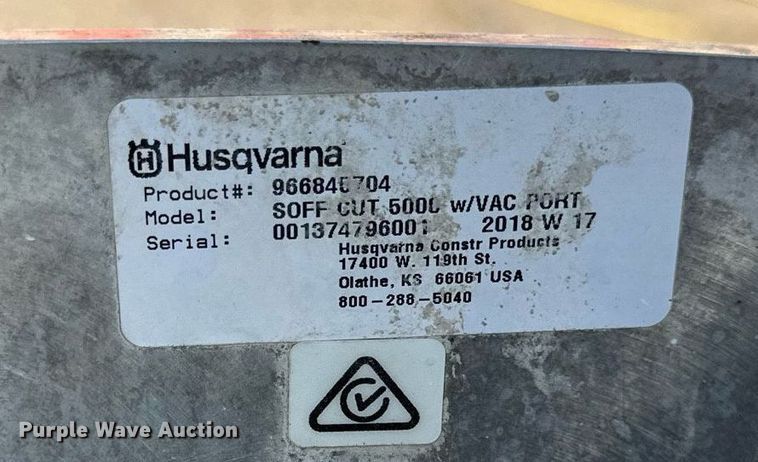 Husqvarna
Product#: 966846704
Model: SOFF CUT 5000 w/VAC PORT
Serial: 001374796001 2018 W 17
Husqvarna Constr Products
17400 W. 119th St.
Olathe, KS 66061 USA
800-288-5040
Purple Wave Auction